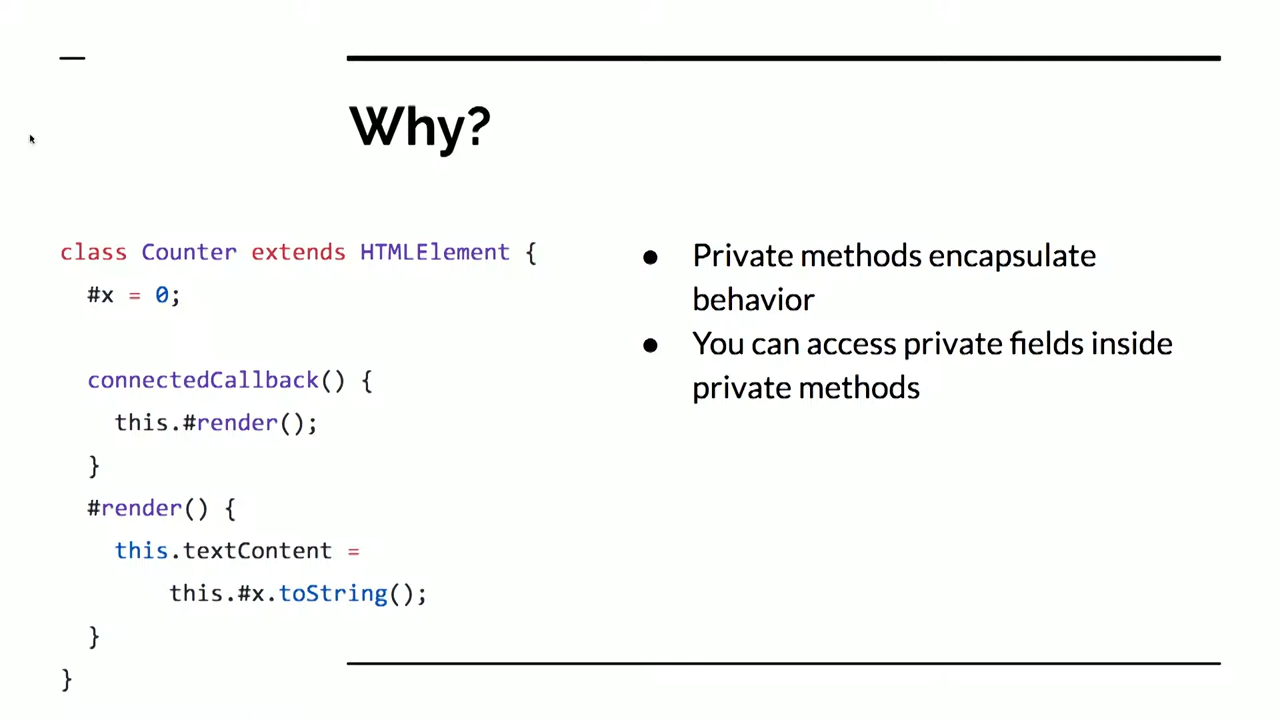 Why?
class Counter extends HTMLElement {
#x = 0;
connectedCallback() {
this.#render();
}
#render() {
this.textContent =
this.#x.toString();
}
}
● Private methods encapsulate
behavior
● You can access private fields inside
private methods